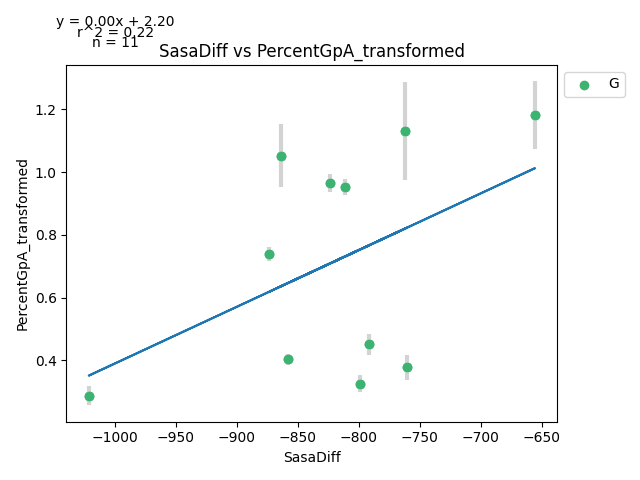 y = 0.00x + 2.20
r^2 = 0.22
n = 11
SasaDiff vs PercentGpA_transformed
G
PercentGpA_transformed
1.2
1.0
0.8
0.6
0.4
−1000 −950 −900 −850 −800 −750 −700 −650
SasaDiff